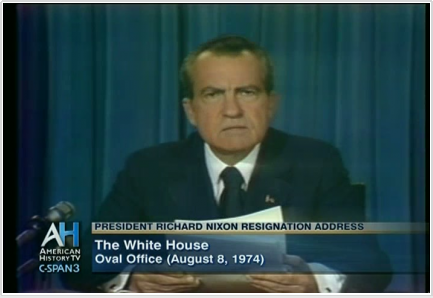 PRESIDENT RICHARD NIXON RESIGNATION ADDRESS
The White House
Oval Office (August 8, 1974)
AH
AMERICAN
HISTORY TV
C-SPAN3